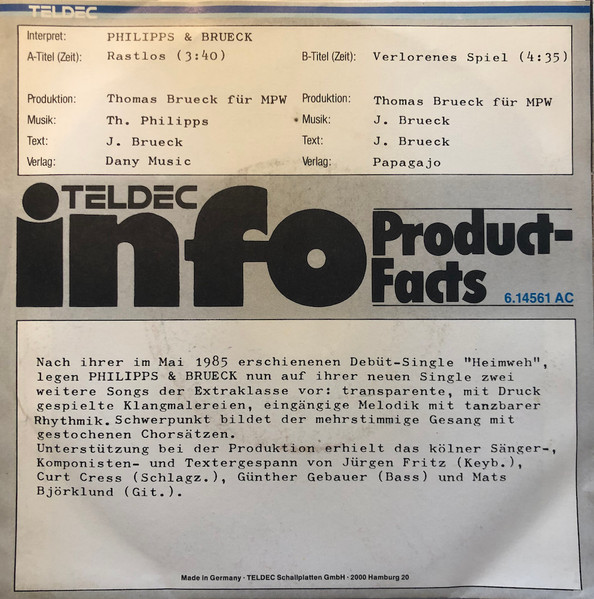 TELDEC
Interpret: PHILIPPS & BRUECK
A-Titel (Zeit): Rastlos (3:40) B-Titel (Zeit): Verlorenes Spiel (4:35)
Produktion: Thomas Brueck für MPW Produktion: Thomas Brueck für MPW
Musik: Th. Philipps Musik: J. Brueck
Text: J. Brueck Text: J. Brueck
Verlag: Dany Music Verlag: Papagajo
TELDEC
info Product-
Facts 6.14561 AC
Nach ihrer im Mai 1985 erschienenen Debüt-Single "Heimweh",
legen PHILIPPS & BRUECK nun auf ihrer neuen Single zwei
weitere Songs der Extraklasse vor: transparente, mit Druck
gespielte Klangmalereien, eingängige Melodik mit tanzbarer
Rhythmik. Schwerpunkt bildet der mehrstimmige Gesang mit
gestochenen Chorsätzen.
Unterstützung bei der Produktion erhielt das kölner Sänger-,
Komponisten- und Textergespann von Jürgen Fritz (Keyb.),
Curt Cress (Schlagz.), Günther Gebauer (Bass) und Mats
Björklund (Git.).
Made in Germany · TELDEC Schallplatten GmbH · 2000 Hamburg 20